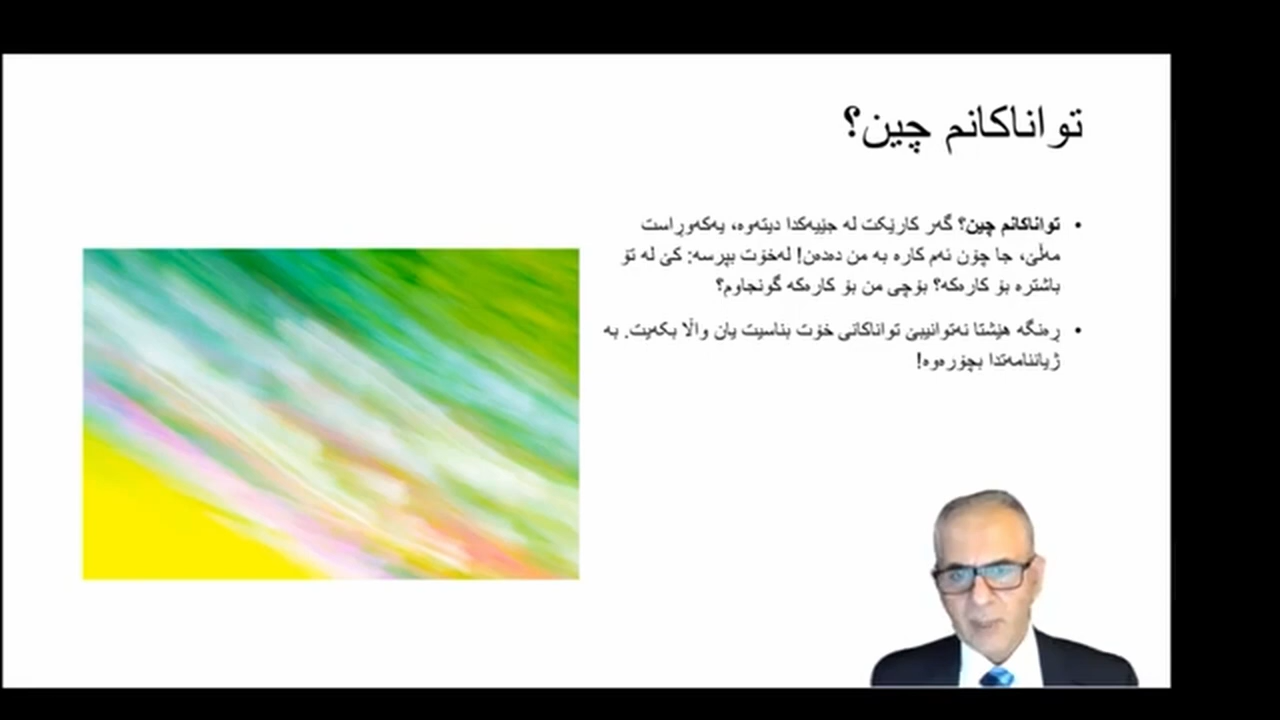 تواناکانم چین؟
• تواناکانم چین؟ گەر کارێکت لە جێیەکدا دیتەوە، یەکەوڕاست
مەڵێ، جا چۆن ئەم کارە بە من دەدەن! لەخۆت بپرسە: کێ لە تۆ
باشترە بۆ کارەکە؟ بۆچی من بۆ کارەکە گونجاوم؟
• ڕەنگە هێشتا نەتوانیبێ تواناکانی خۆت بناسیت یان واڵا بکەیت. بە
ژیاننامەتدا بچۆرەوە!